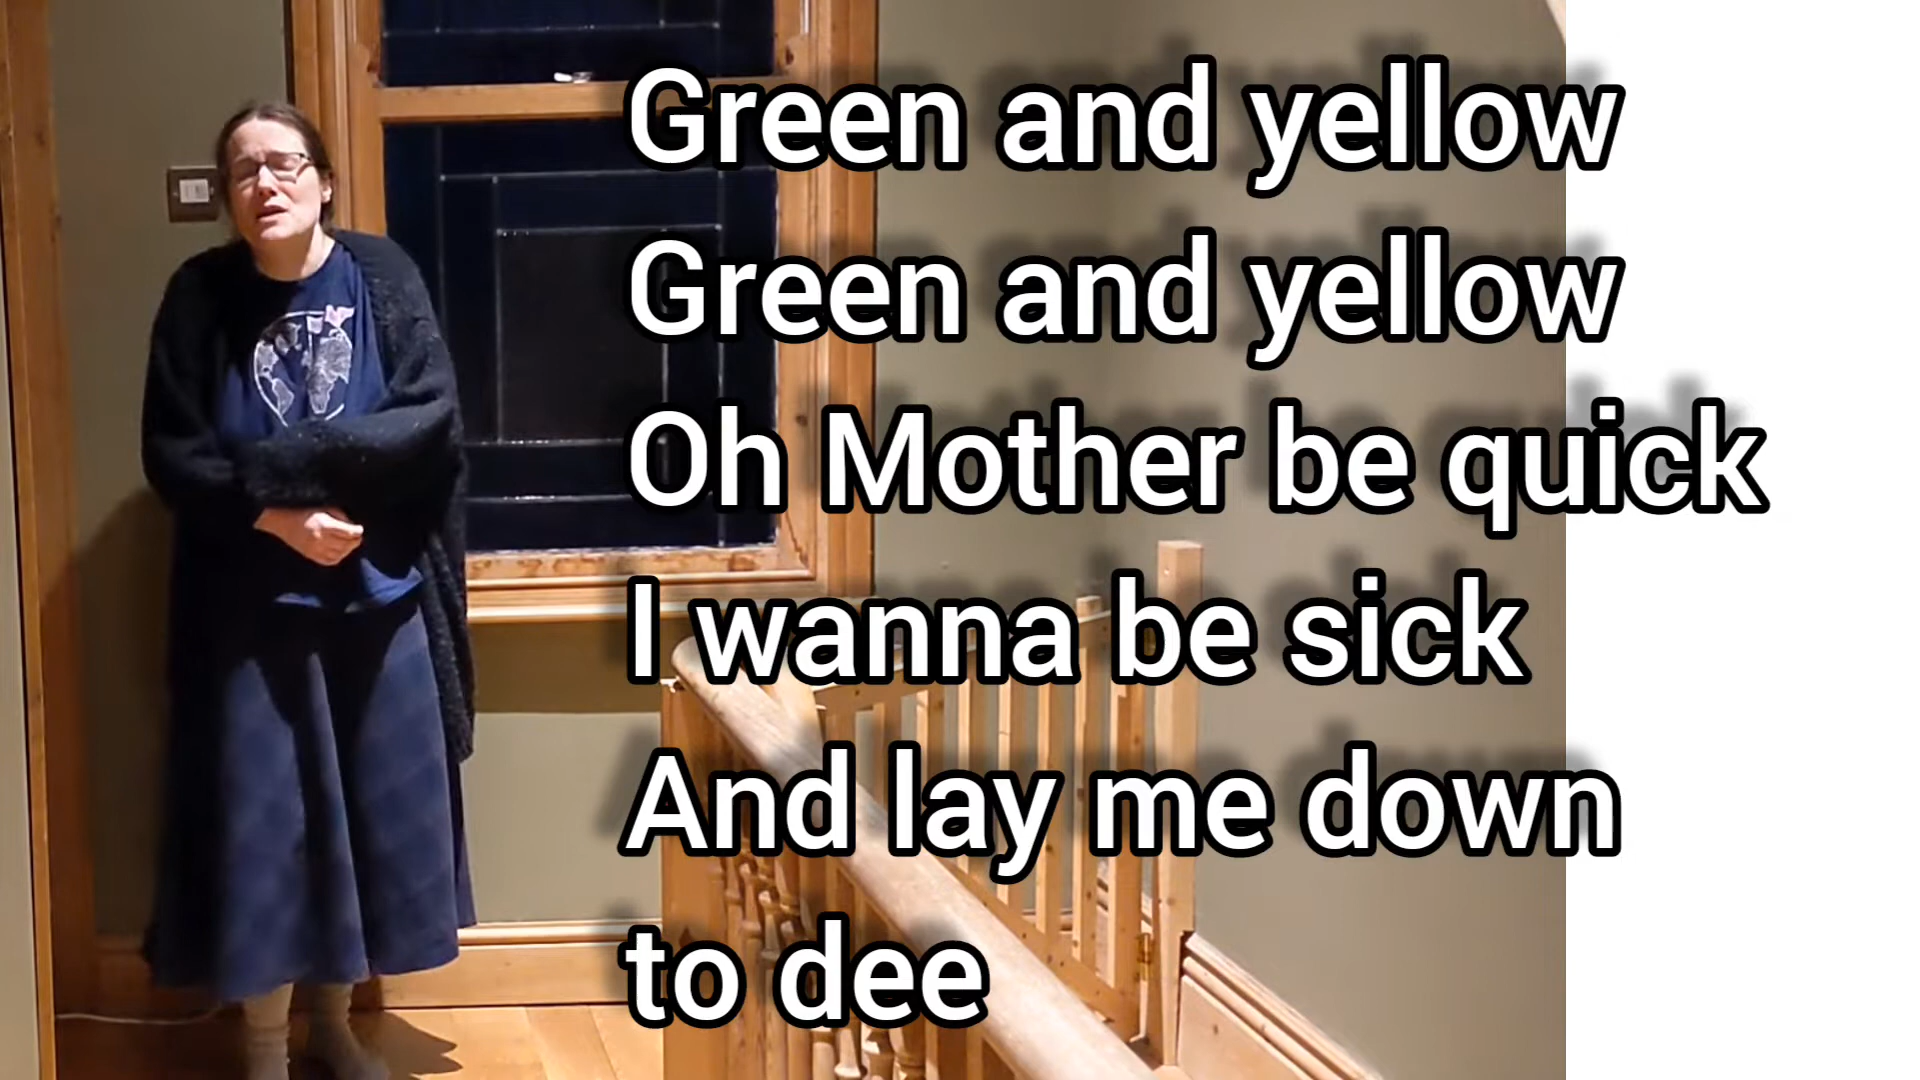 Green and yellow
Green and yellow
Oh Mother be quick
I wanna be sick
And lay me down
to dee